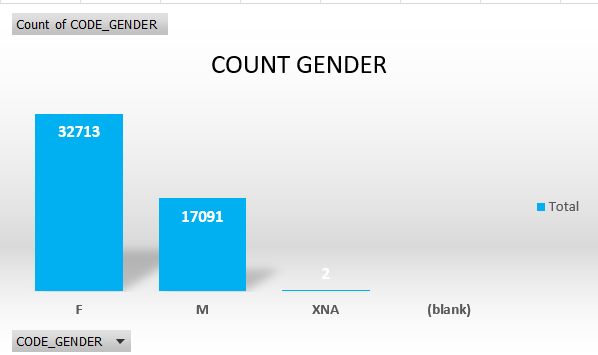 Count of CODE_GENDER
COUNT GENDER
32713
17091
2
Total
F M XNA (blank)
CODE_GENDER